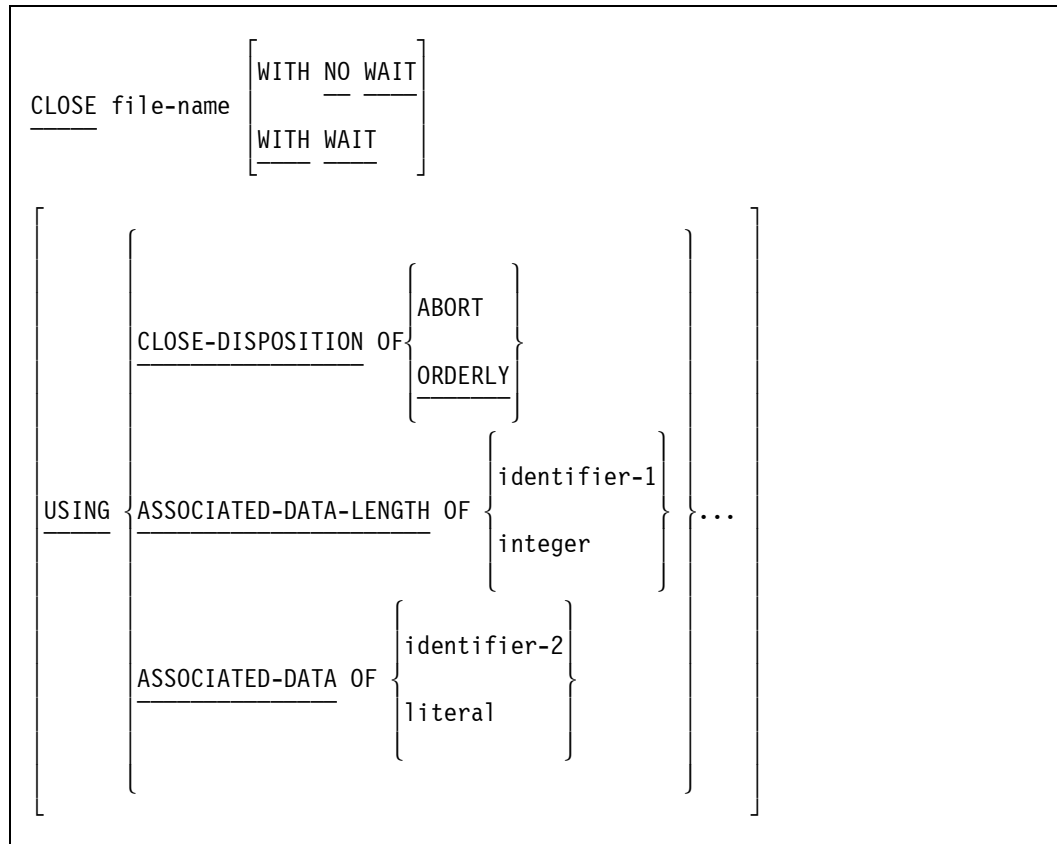 WITH NO WAIT
CLOSE file-name
WITH WAIT
ABORT
CLOSE-DISPOSITION OF
ORDERLY
identifier-1
USING ASSOCIATED-DATA-LENGTH OF ...
integer
identifier-2
ASSOCIATED-DATA OF
literal